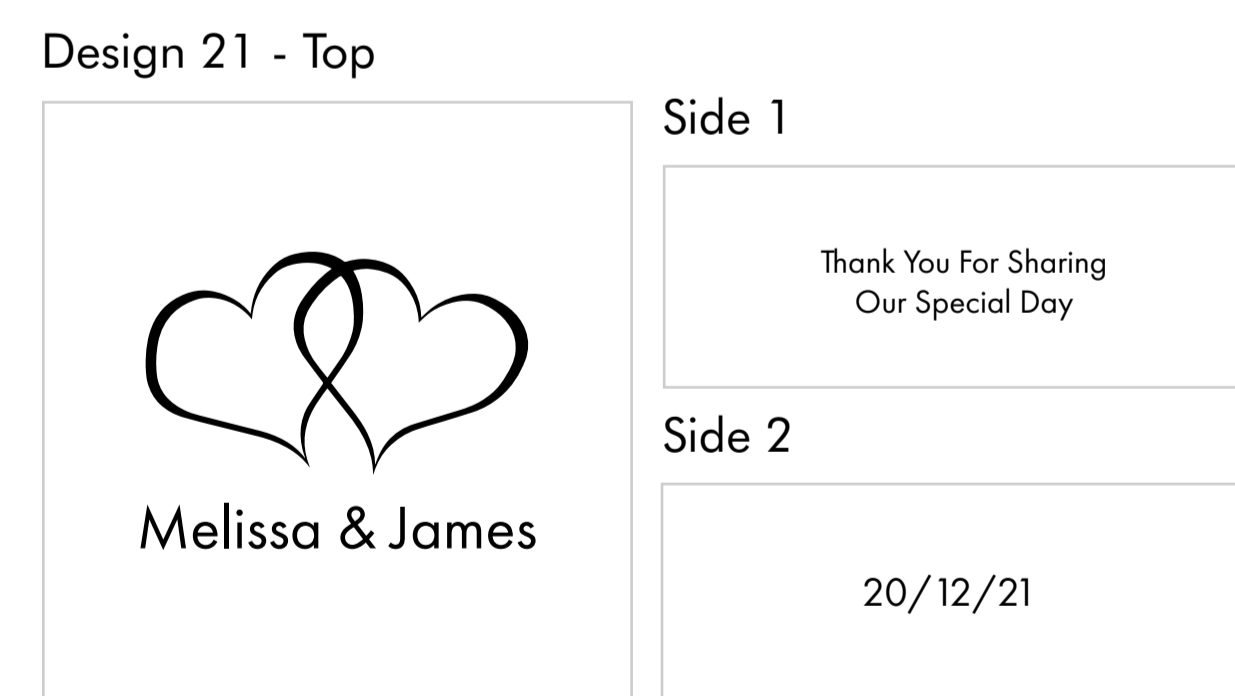 Design 21 - Top
Melissa & James
Side 1
Thank You For Sharing
Our Special Day
Side 2
20/12/21